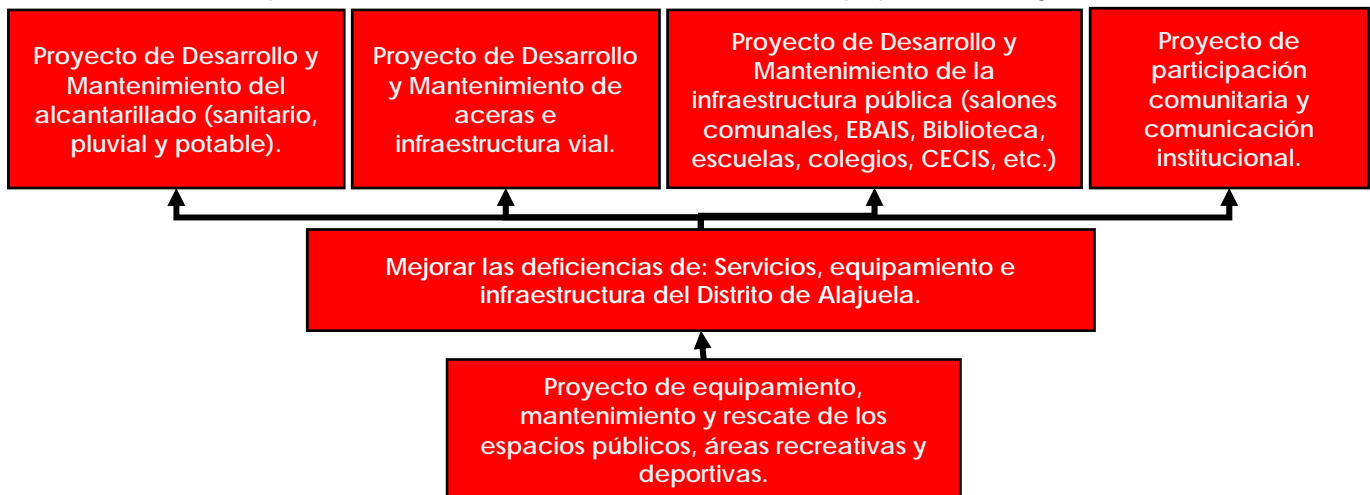 Proyecto de Desarrollo y
Mantenimiento del
alcantarillado (sanitario,
pluvial y potable).
Proyecto de Desarrollo
y Mantenimiento de
aceras e
infraestructura vial.
Proyecto de Desarrollo y
Mantenimiento de la
infraestructura pública (salones
comunales, EBAIS, Biblioteca,
escuelas, colegios, CECIS, etc.)
Proyecto de
participación
comunitaria y
comunicación
institucional.
Mejorar las deficiencias de: Servicios, equipamiento e
infraestructura del Distrito de Alajuela.
Proyecto de equipamiento,
mantenimiento y rescate de los
espacios públicos, áreas recreativas y
deportivas.